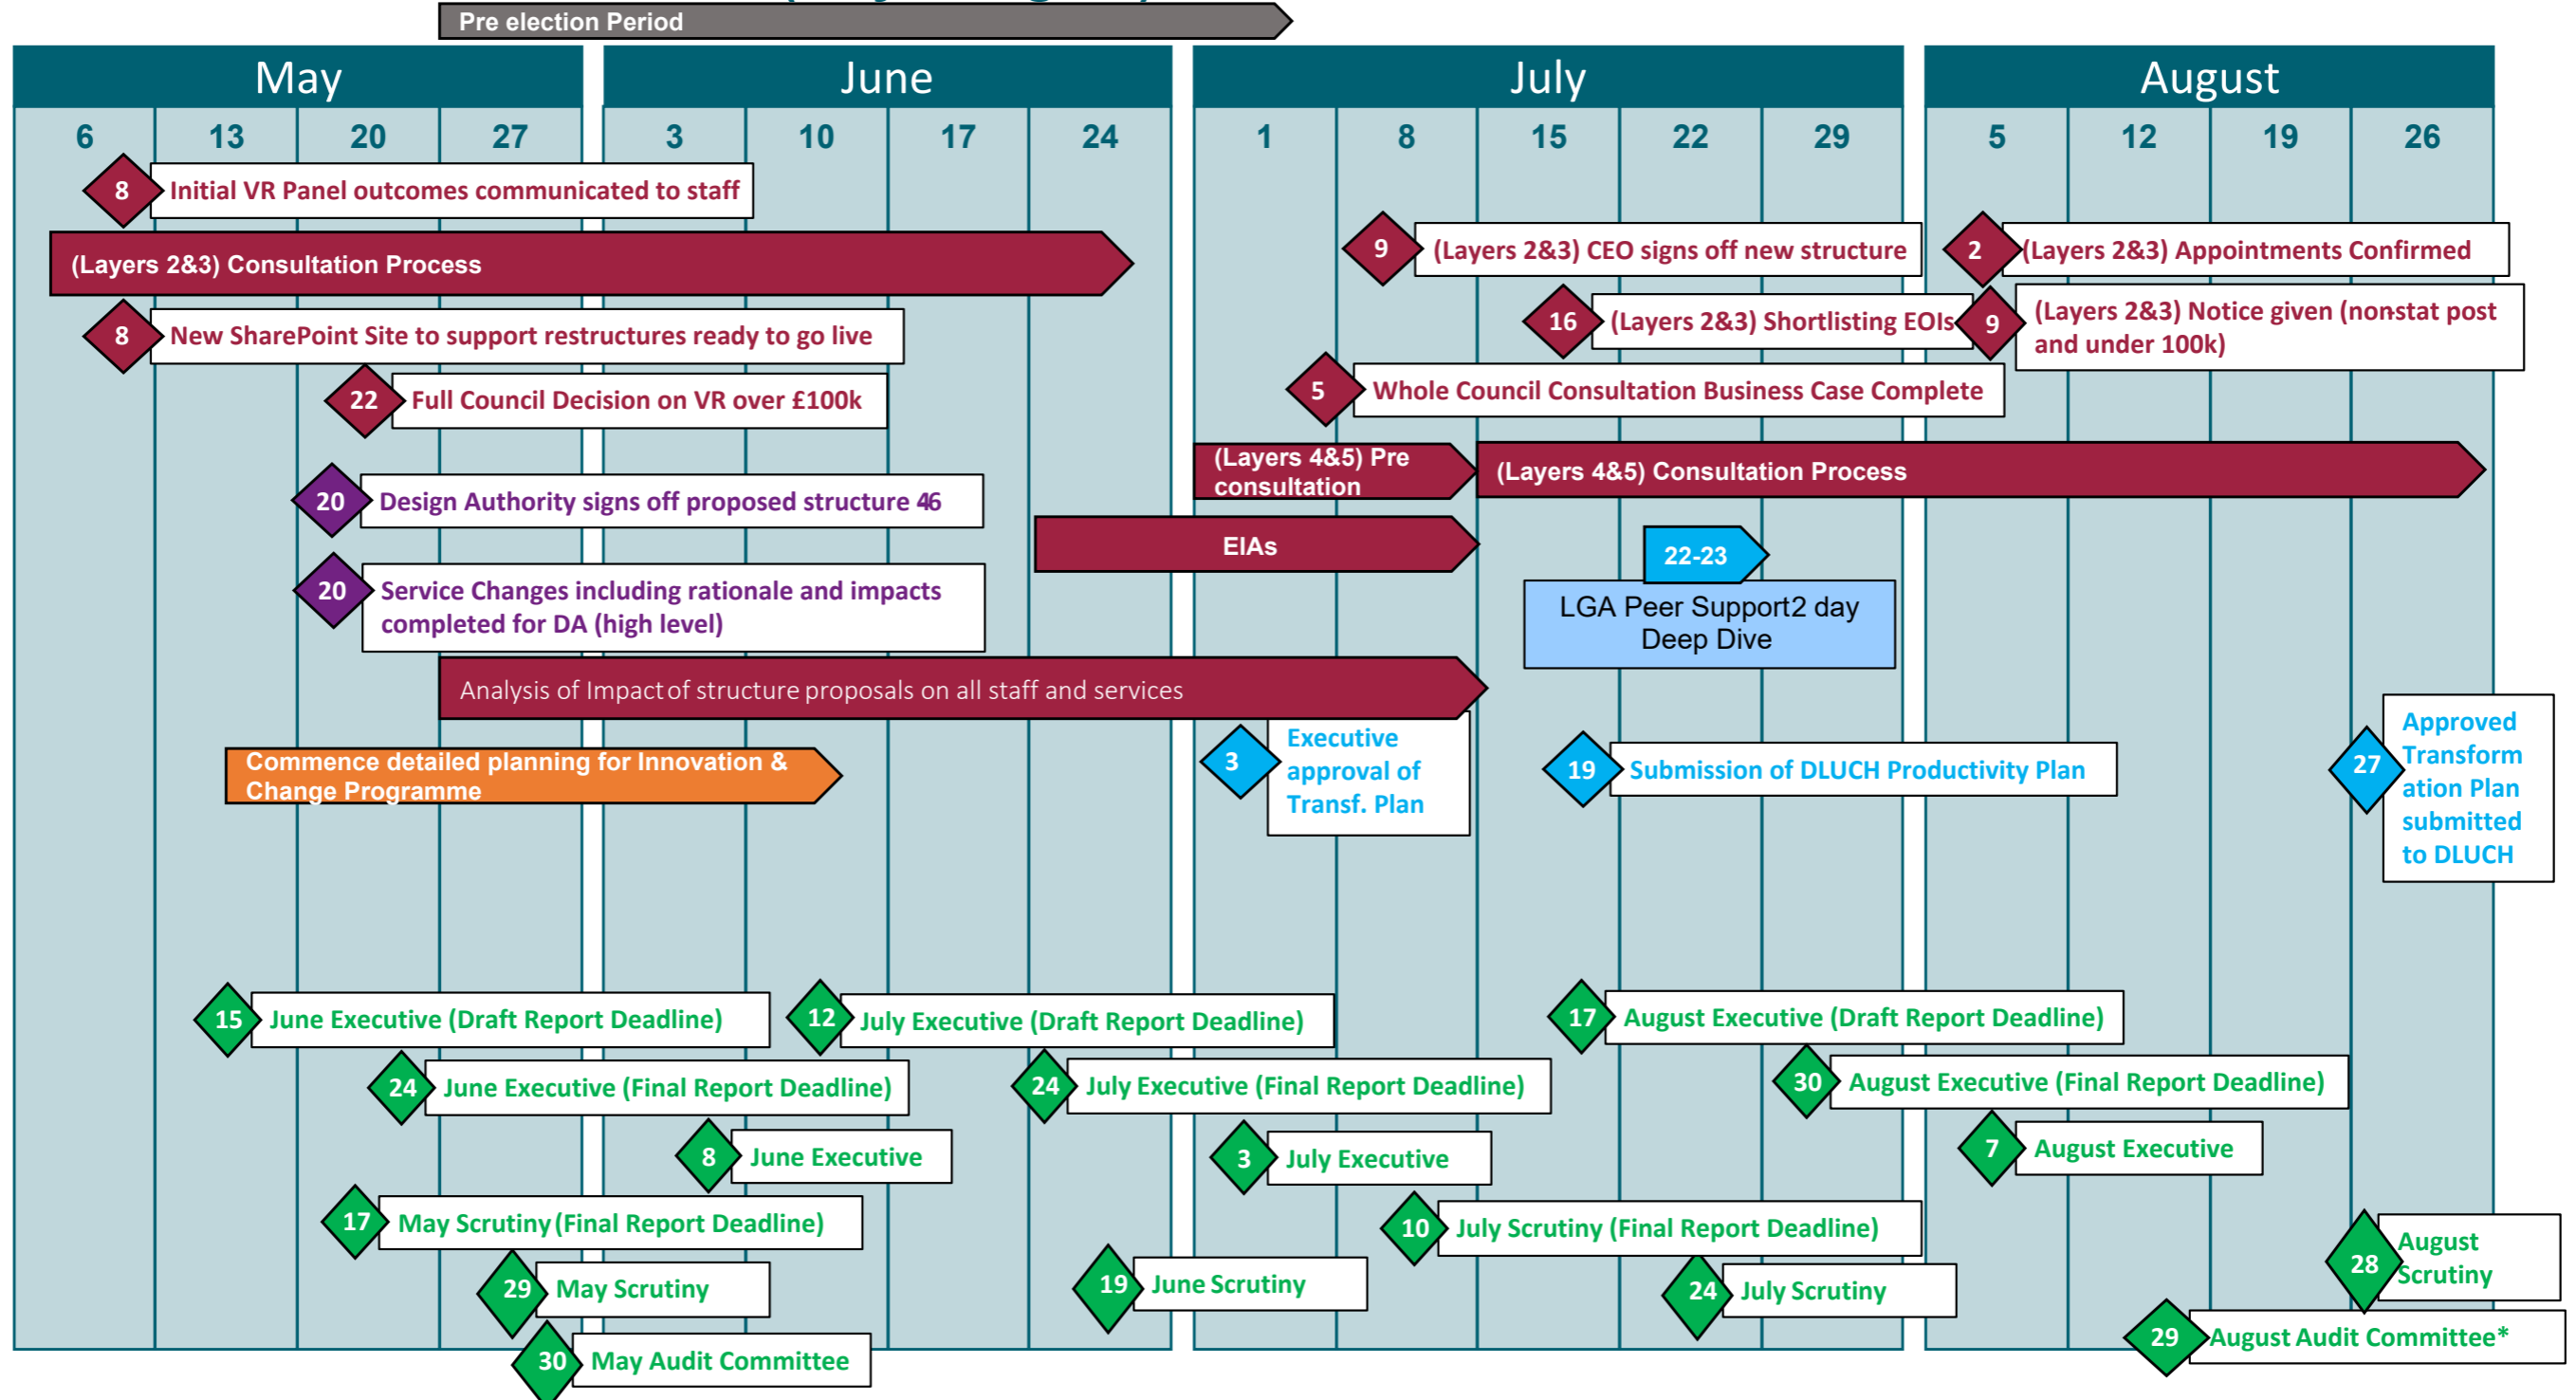 Pre election Period
May June July August
6 13 20 27 3 10 17 24 1 8 15 22 29 5 12 19 26
8 Initial VR Panel outcomes communicated to staff
(Layers 2&3) Consultation Process
8 New SharePoint Site to support restructures ready to go live
22 Full Council Decision on VR over £100k
20 Design Authority signs off proposed structure 46
20 Service Changes including rationale and impacts
completed for DA (high level)
Analysis of Impact of structure proposals on all staff and services
Commence detailed planning for Innovation &
Change Programme
9 (Layers 2&3) CEO signs off new structure
2 (Layers 2&3) Appointments Confirmed
16 (Layers 2&3) Shortlisting EOIs
9 (Layers 2&3) Notice given (non-stat post
and under 100k)
5 Whole Council Consultation Business Case Complete
(Layers 4&5) Pre
consultation
(Layers 4&5) Consultation Process
EIAs
22-23
LGA Peer Support2 day
Deep Dive
3 Executive
approval of
Transf. Plan
19 Submission of DLUCH Productivity Plan
27 Approved
Transform
ation Plan
submitted
to DLUCH
15 June Executive (Draft Report Deadline)
12 July Executive (Draft Report Deadline)
17 August Executive (Draft Report Deadline)
24 June Executive (Final Report Deadline)
24 July Executive (Final Report Deadline)
30 August Executive (Final Report Deadline)
8 June Executive
3 July Executive
7 August Executive
17 May Scrutiny (Final Report Deadline)
10 July Scrutiny (Final Report Deadline)
28 August
Scrutiny
29 May Scrutiny
19 June Scrutiny
24 July Scrutiny
30 May Audit Committee
29 August Audit Committee*